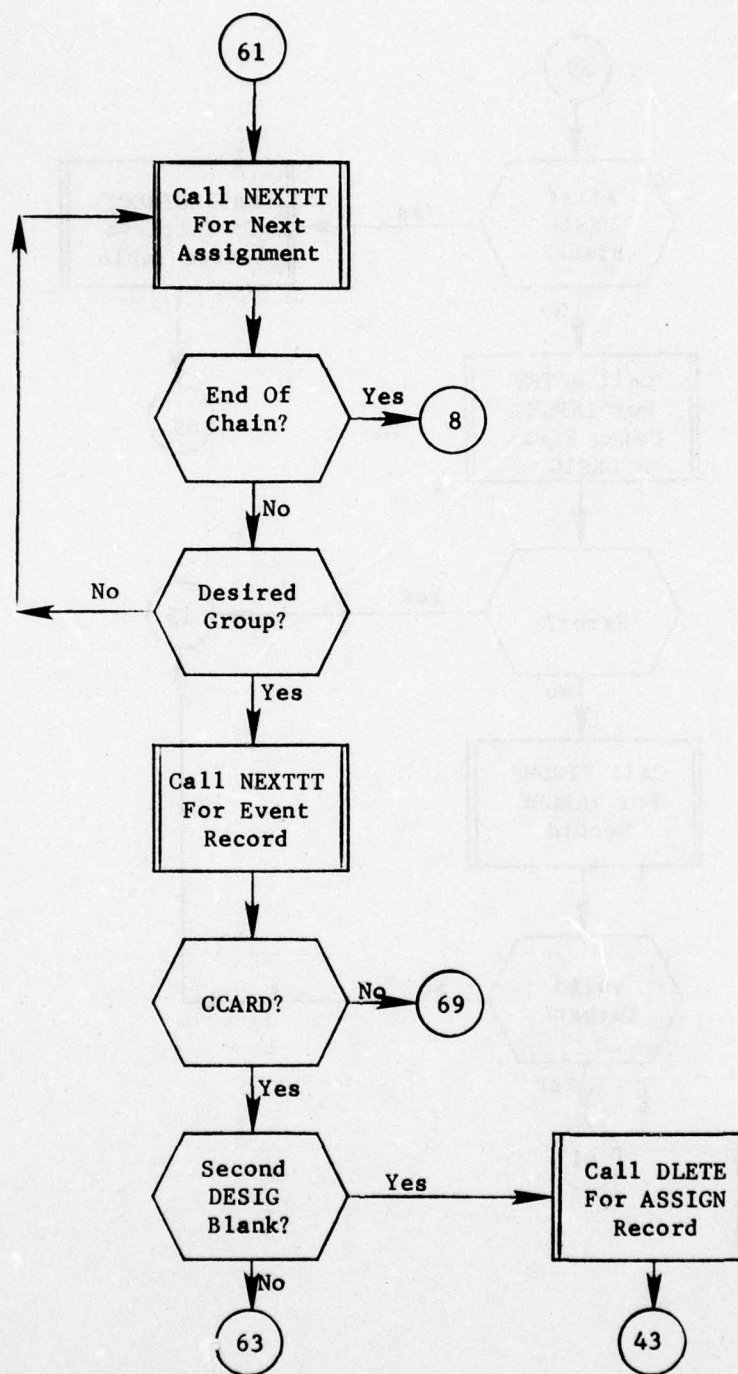 61
Call NEXTTT
For Next
Assignment
End Of
Chain?
Yes
8
No
Desired
Group?
No
Yes
Call NEXTTT
For Event
Record
CCARD?
No
69
Yes
Second
DESIG
Blank?
Yes
Call DLETE
For ASSIGN
Record
No
63
43